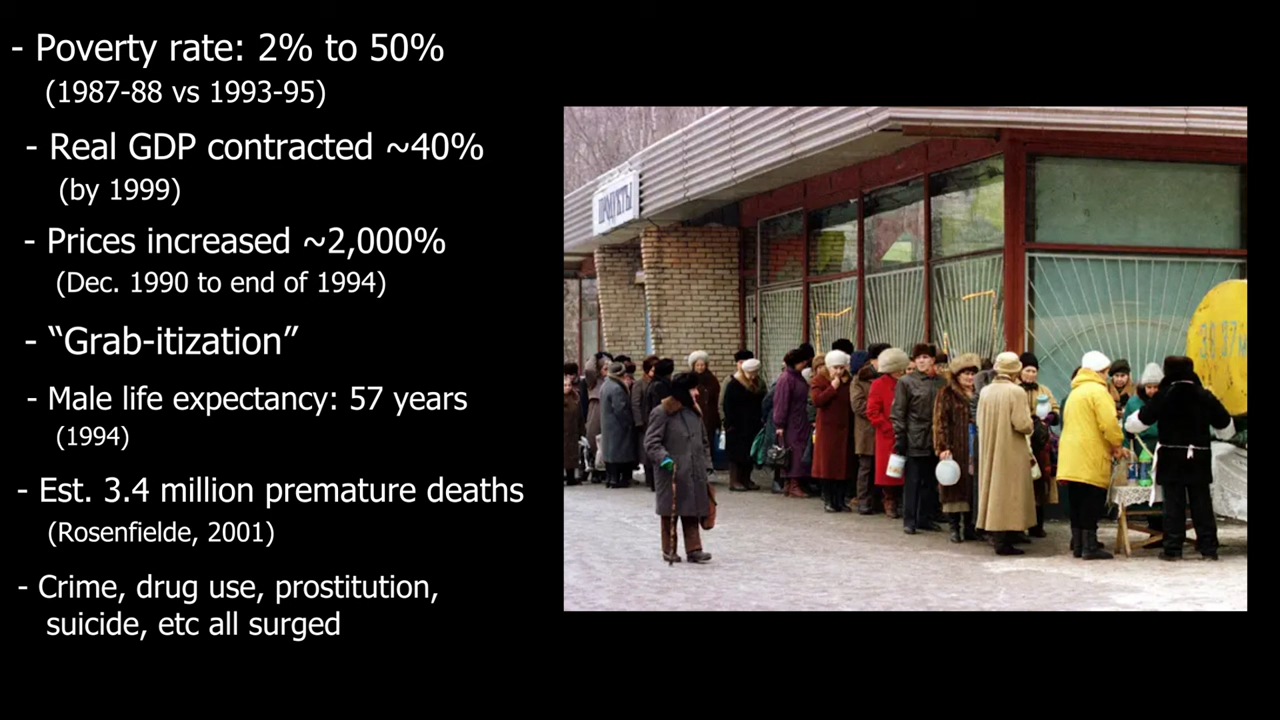 - Poverty rate: 2% to 50%
(1987-88 vs 1993-95)
- Real GDP contracted ~40%
(by 1999)
- Prices increased ~2,000%
(Dec. 1990 to end of 1994)
- “Grab-itization”
- Male life expectancy: 57 years
(1994)
- Est. 3.4 million premature deaths
(Rosenfielde, 2001)
- Crime, drug use, prostitution,
suicide, etc all surged
ПРОДУКТЫ